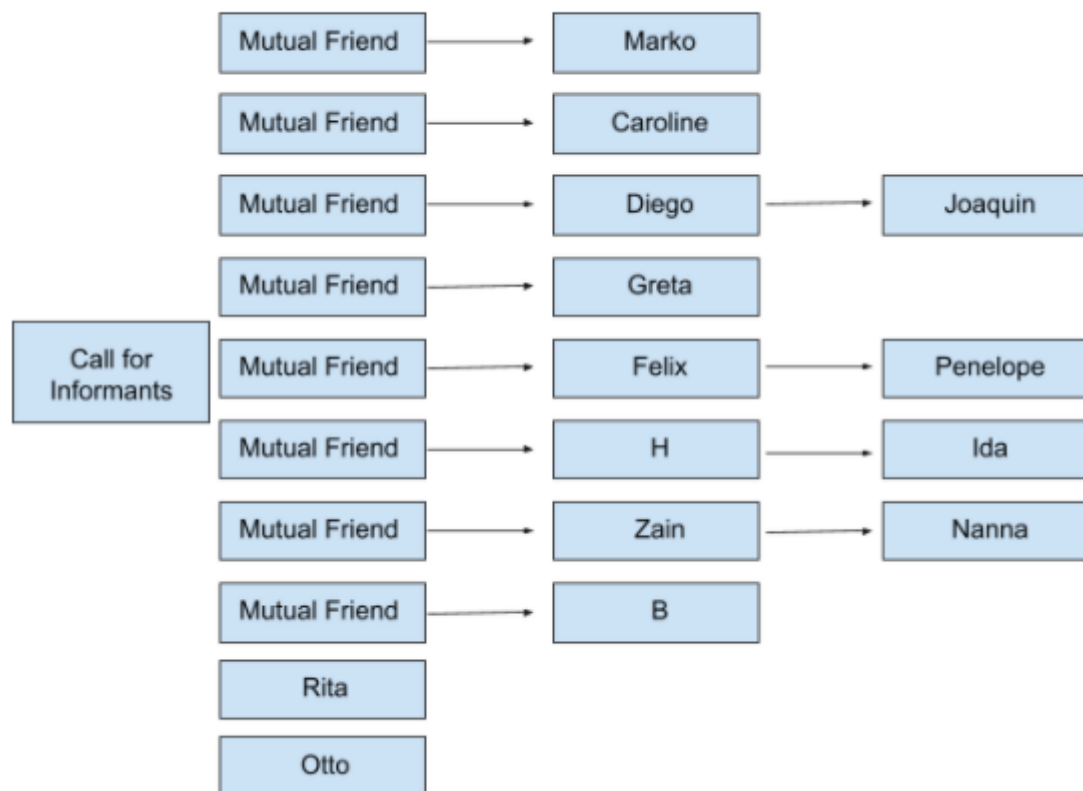 Mutual Friend
Marko
Mutual Friend
Caroline
Mutual Friend
Diego
Joaquin
Mutual Friend
Greta
Call for
Informants
Mutual Friend
Felix
Penelope
Mutual Friend
H
Ida
Mutual Friend
Zain
Nanna
Mutual Friend
B
Rita
Otto